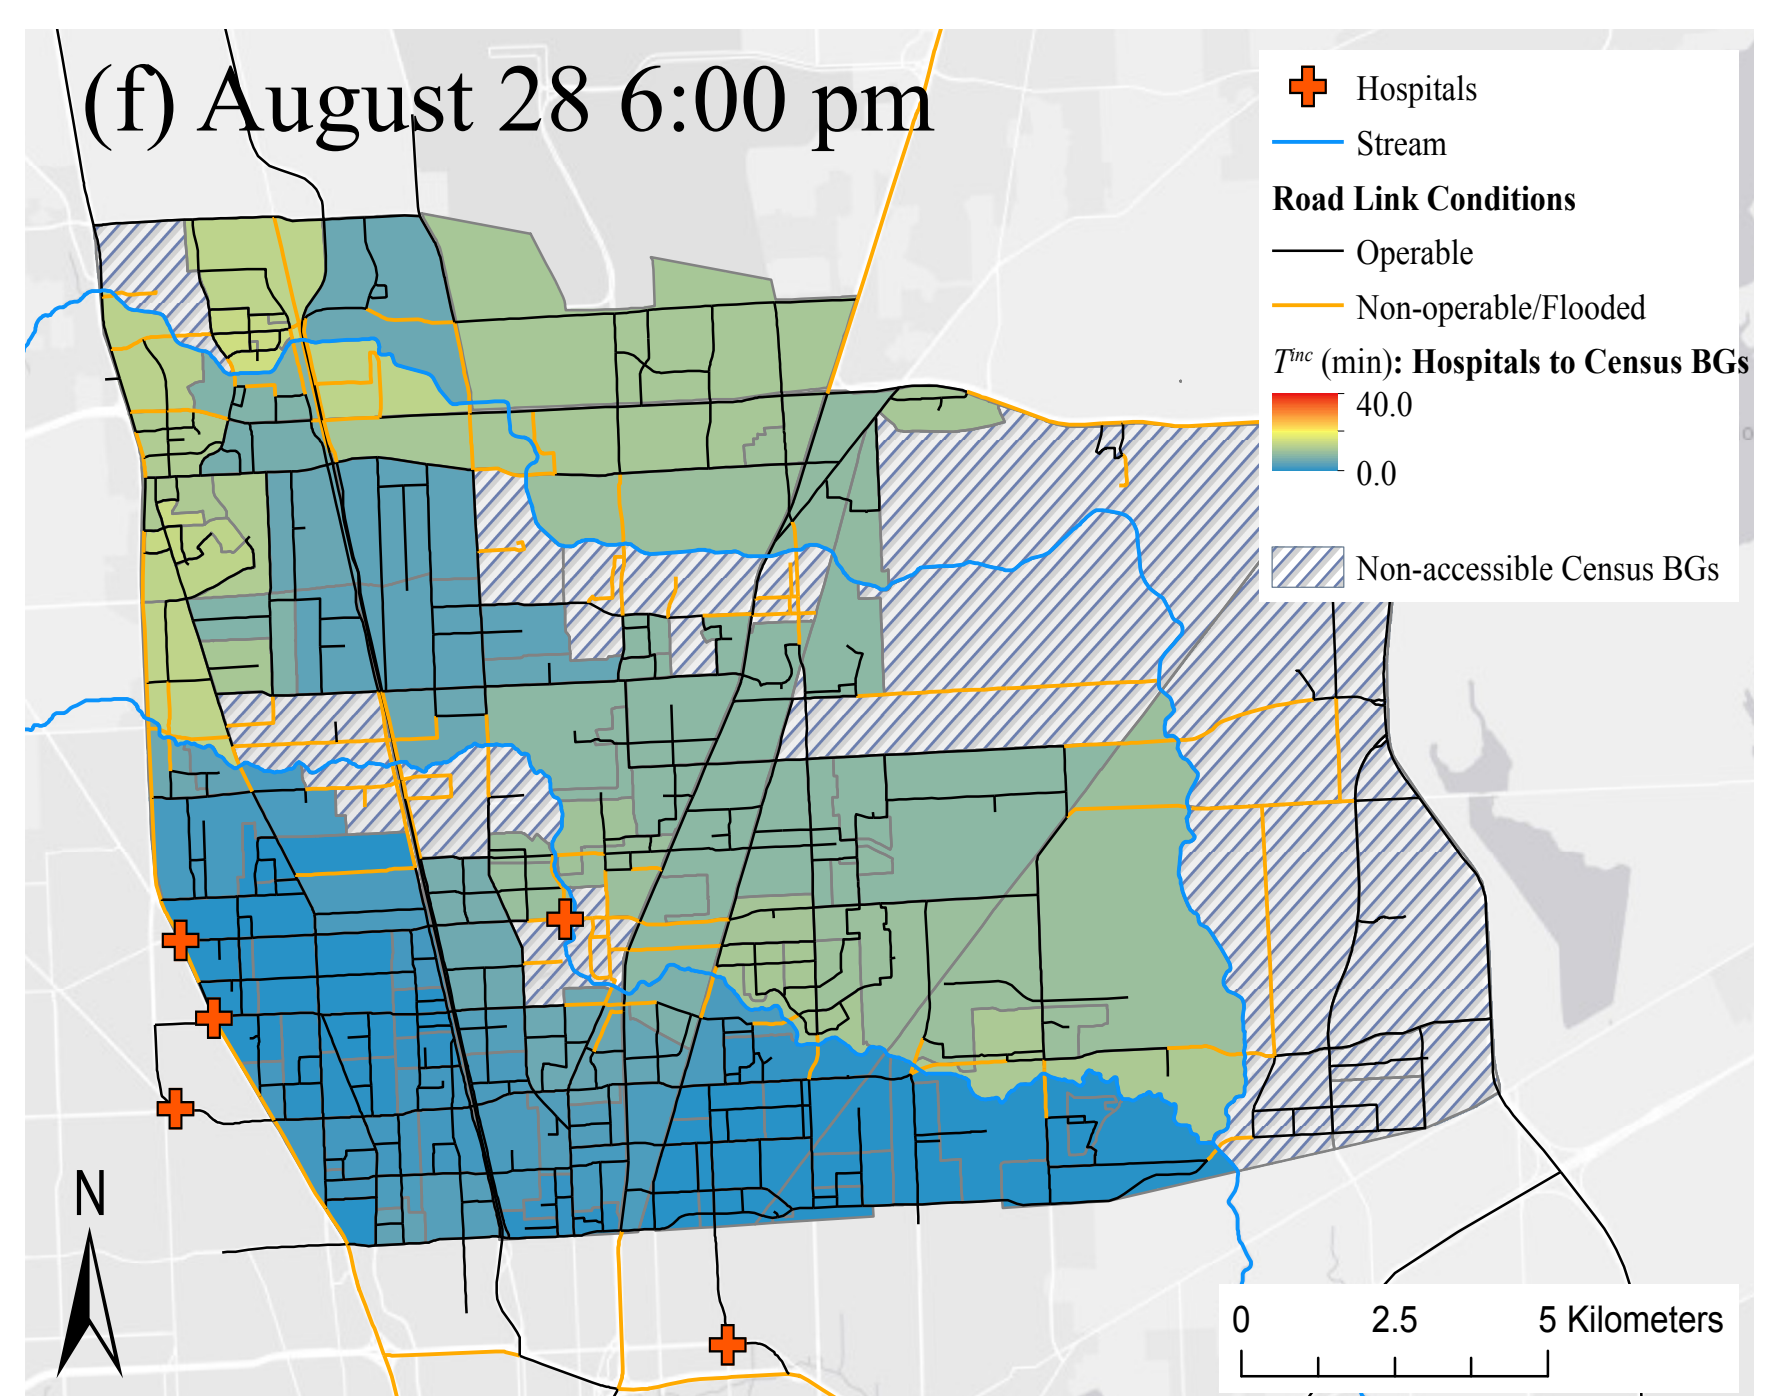 (f) August 28 6:00 pm
Hospitals
Stream
Road Link Conditions
Operable
Non-operable/Flooded
Tinc (min): Hospitals to Census BGs
40.0
0.0
Non-accessible Census BGs
N
0 2.5 5 Kilometers